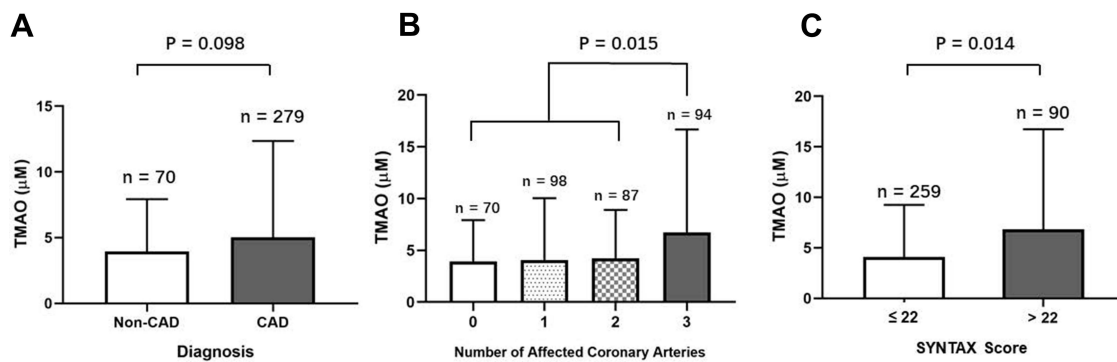 A
P = 0.098
15
10
5
0
TMAO (μM)
n = 70
n = 279
Non-CAD
CAD
Diagnosis
B
P = 0.015
20
15
10
5
0
TMAO (μM)
n = 70
n = 98
n = 87
n = 94
0
1
2
3
Number of Affected Coronary Arteries
C
P = 0.014
20
15
10
5
0
TMAO (μM)
n = 259
n = 90
≤ 22
> 22
SYNTAX Score